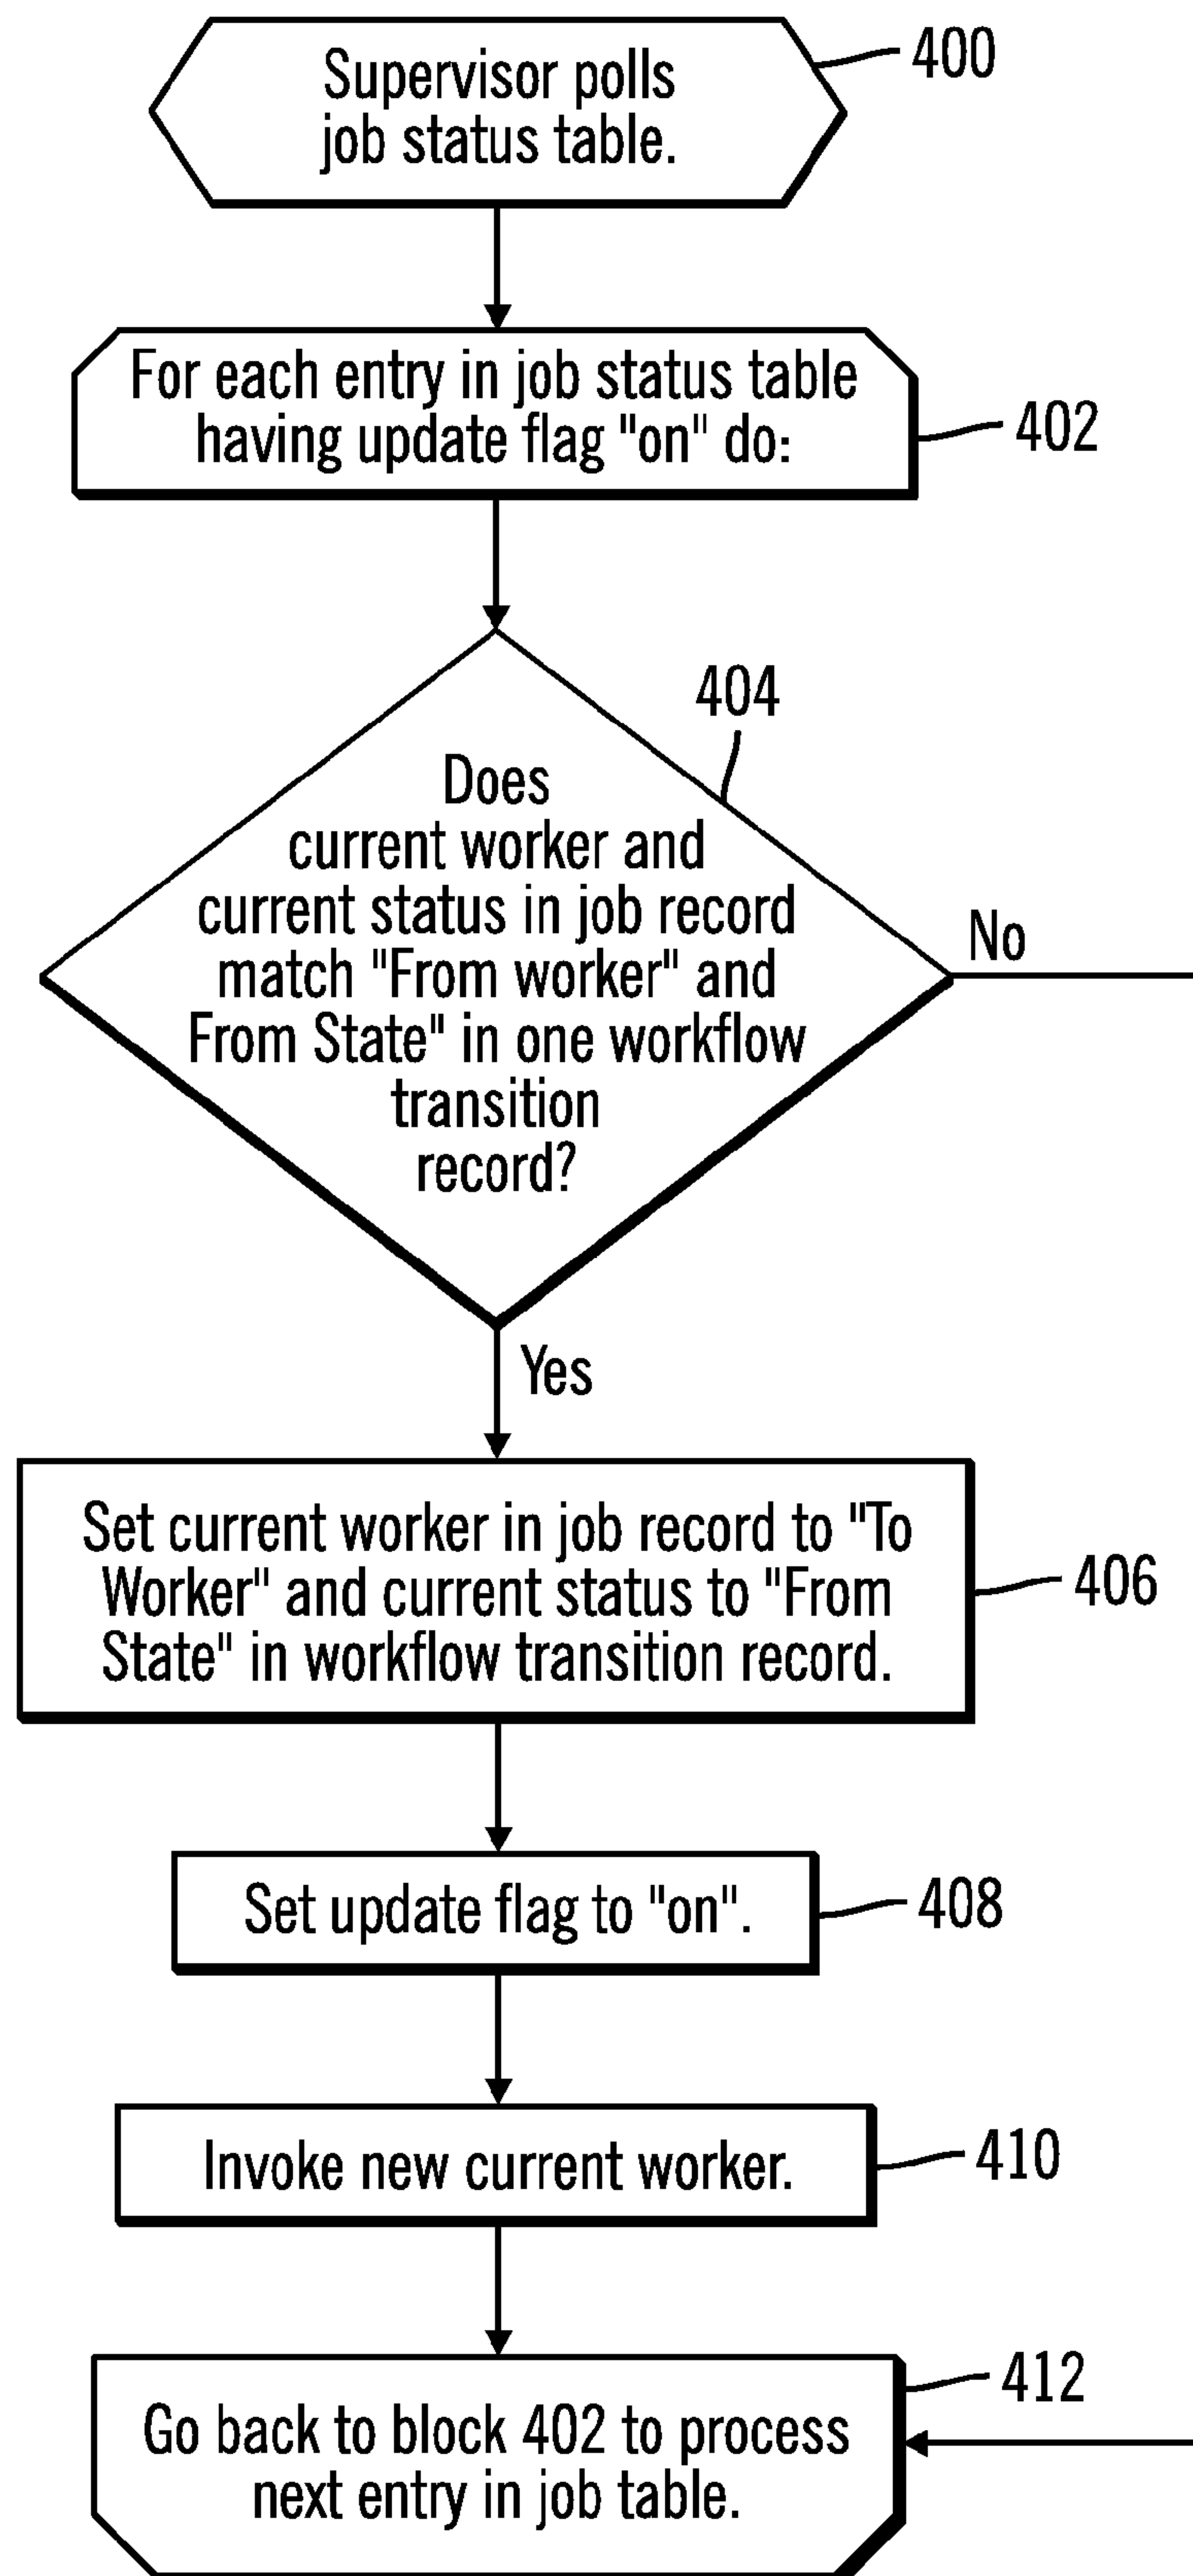 Supervisor polls
job status table.
400
For each entry in job status table
having update flag "on" do:
402
404
Does
current worker and
current status in job record
match "From worker" and
From State" in one workflow
transition
record?
No
Yes
Set current worker in job record to "To
Worker" and current status to "From
State" in workflow transition record.
406
Set update flag to "on".
408
Invoke new current worker.
410
412
Go back to block 402 to process
next entry in job table.